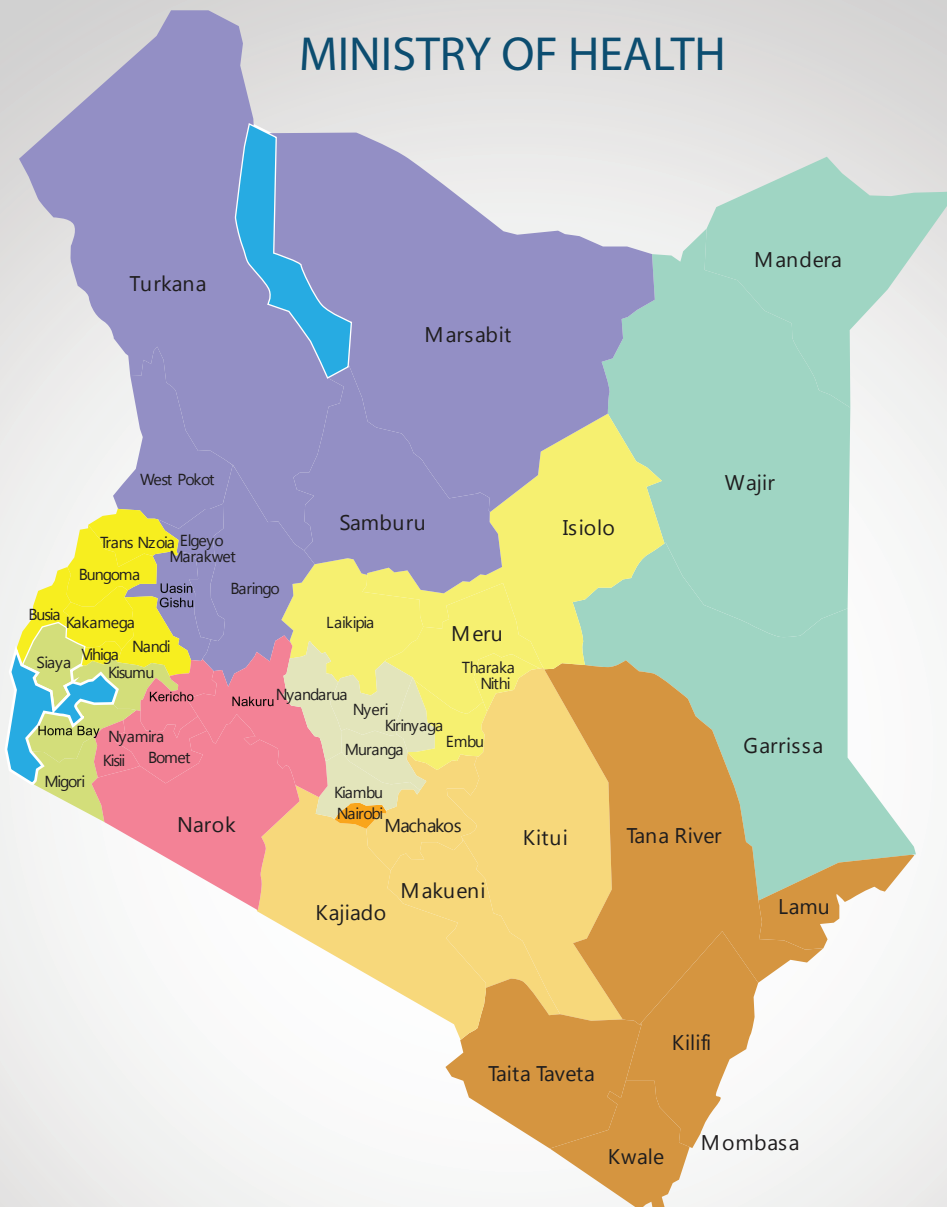 MINISTRY OF HEALTH
Mandera
Turkana
Marsabit
West Pokot
Wajir
Samburu
Isiolo
Trans Nzoia
Elgeyo
Marakwet
Bungoma
Uasin
Gishu
Baringo
Busia
Kakamega
Laikipia
Meru
Nandi
Vihiga
Siaya
Kisumu
Tharaka
Nithi
Kericho
Nakuru
Nyandarua
Nyeri
Kirinyaga
Homa Bay
Nyamira
Embu
Garrissa
Muranga
Kisii
Bomet
Migori
Kiambu
Nairobi
Narok
Machakos
Kitui
Tana River
Makueni
Kajiado
Lamu
Kilifi
Taita Taveta
Mombasa
Kwale